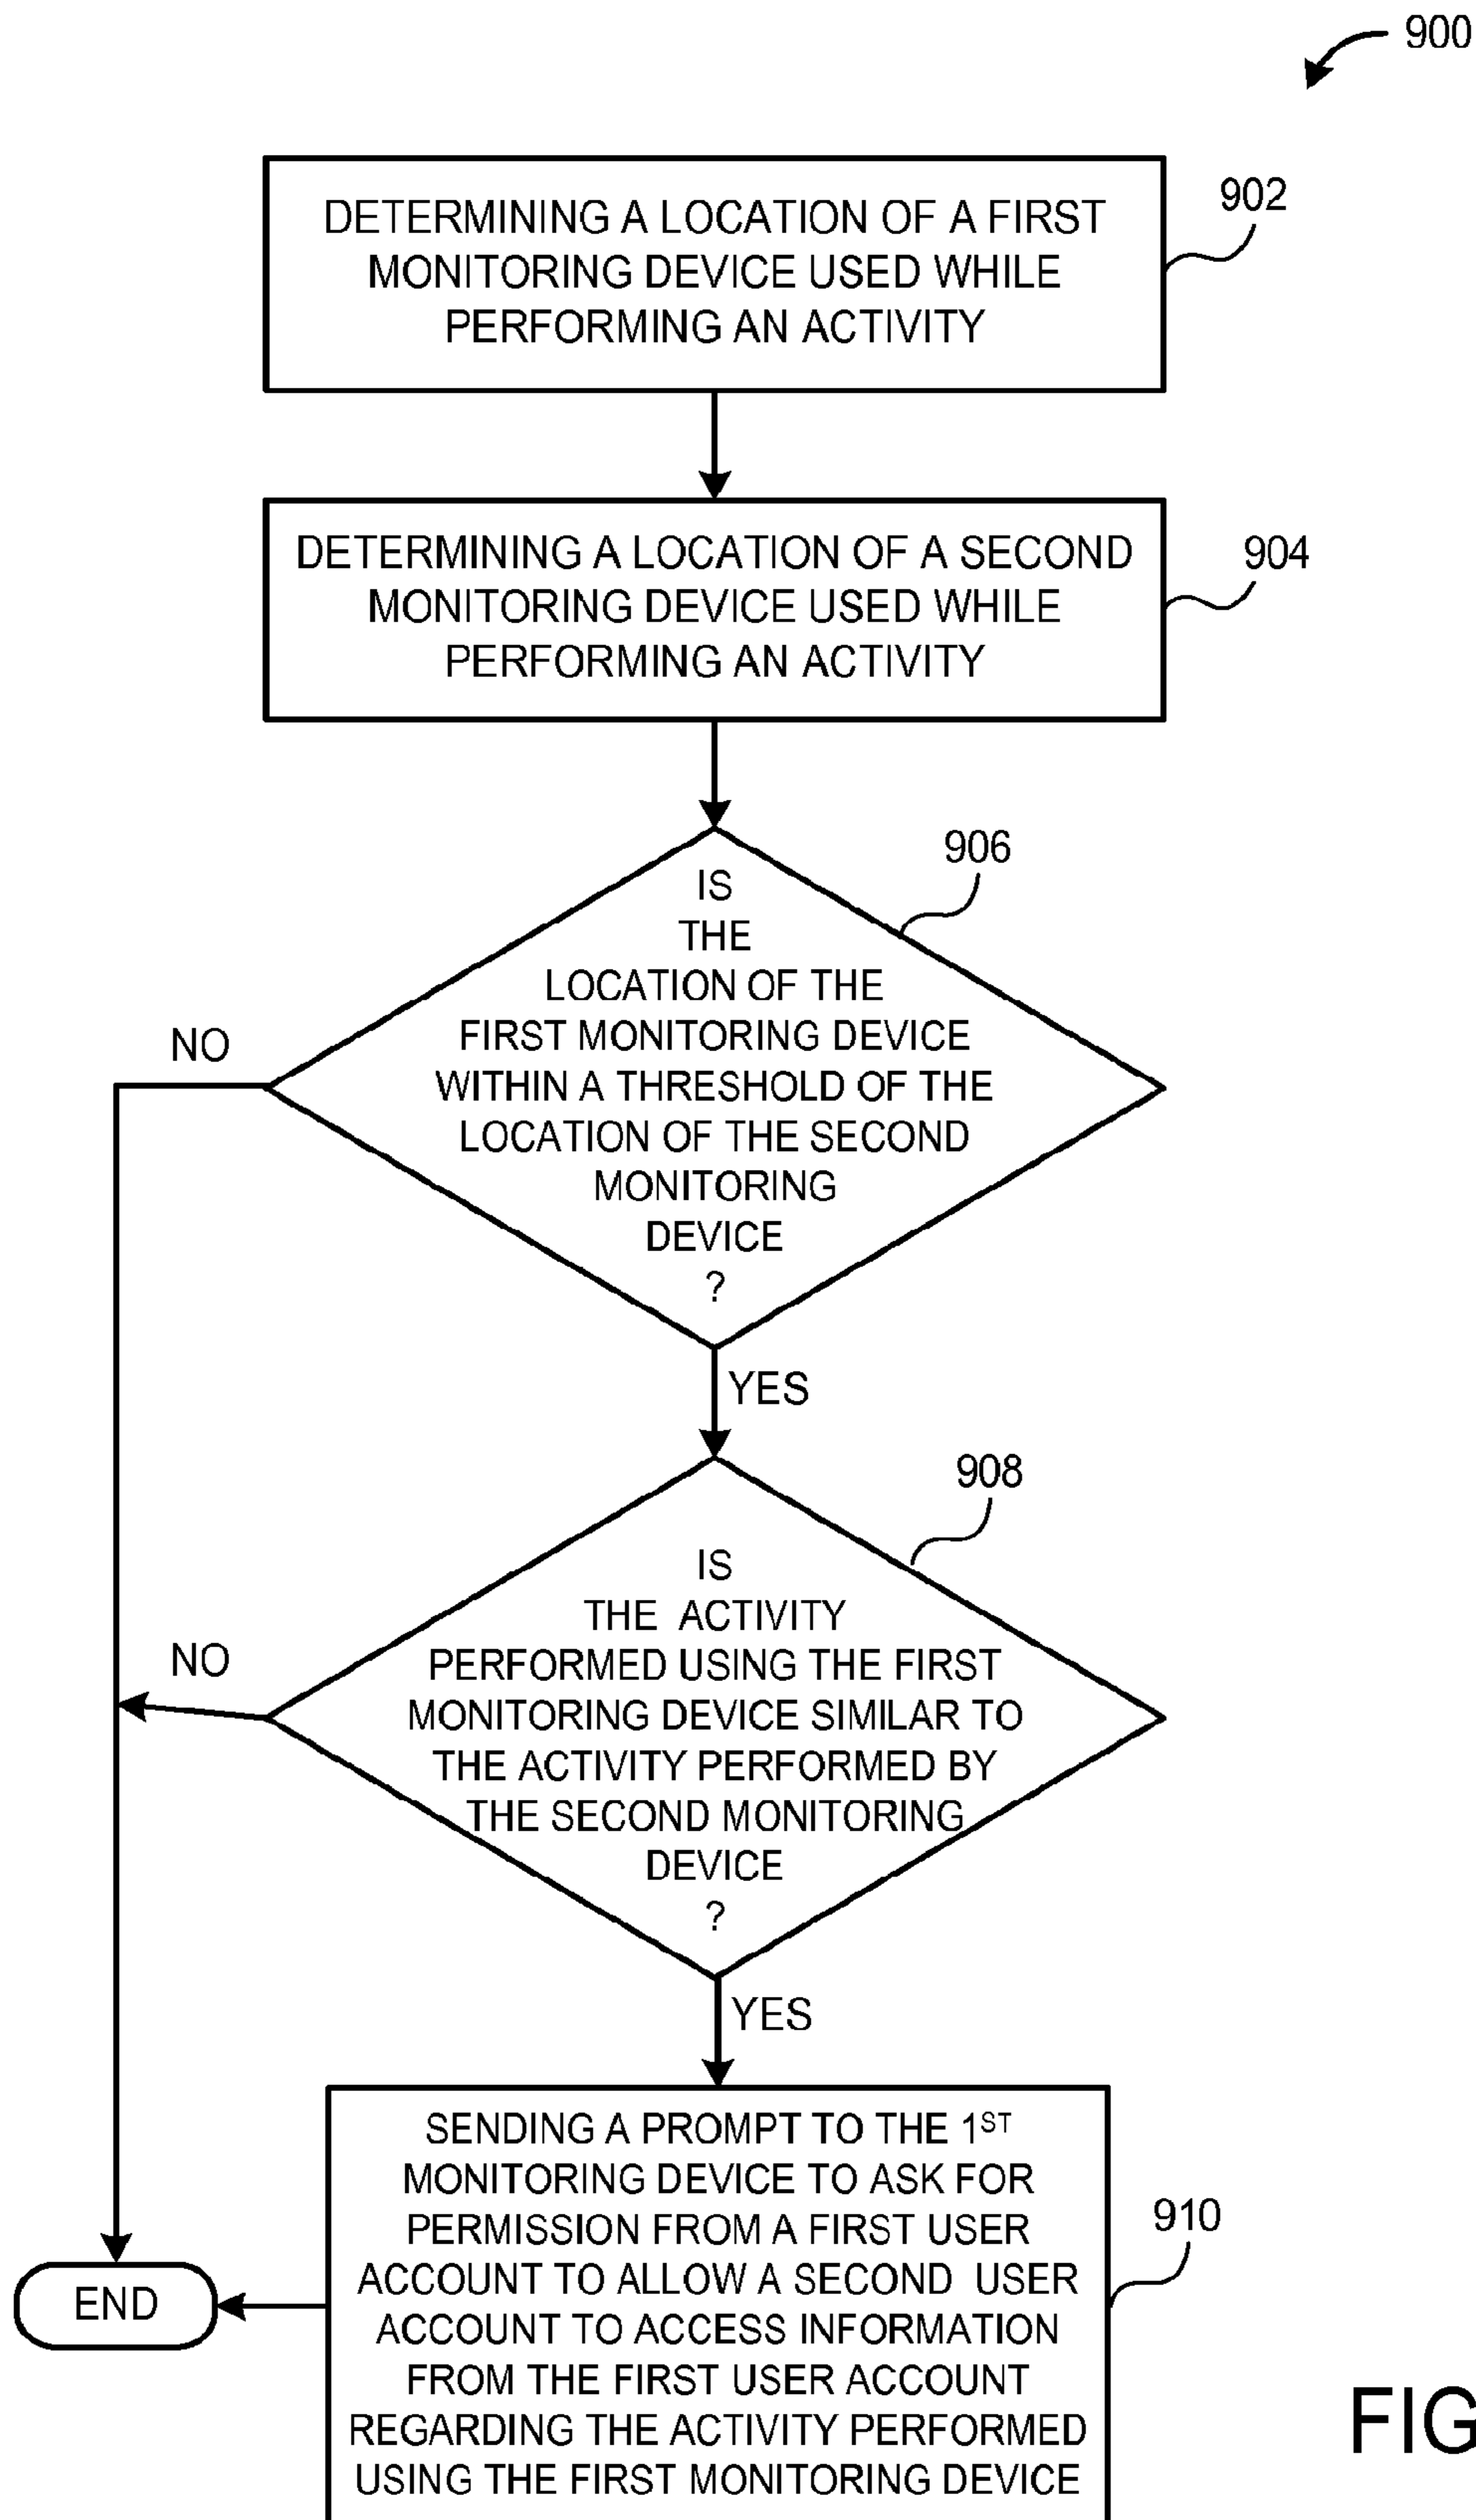 900
DETERMINING A LOCATION OF A FIRST
MONITORING DEVICE USED WHILE
PERFORMING AN ACTIVITY
902
DETERMINING A LOCATION OF A SECOND
MONITORING DEVICE USED WHILE
PERFORMING AN ACTIVITY
904
906
IS
THE
LOCATION OF THE
FIRST MONITORING DEVICE
WITHIN A THRESHOLD OF THE
LOCATION OF THE SECOND
MONITORING
DEVICE
?
NO
YES
908
IS
THE ACTIVITY
PERFORMED USING THE FIRST
MONITORING DEVICE SIMILAR TO
THE ACTIVITY PERFORMED BY
THE SECOND MONITORING
DEVICE
?
NO
YES
SENDING A PROMPT TO THE 1ST
MONITORING DEVICE TO ASK FOR
PERMISSION FROM A FIRST USER
ACCOUNT TO ALLOW A SECOND USER
ACCOUNT TO ACCESS INFORMATION
FROM THE FIRST USER ACCOUNT
REGARDING THE ACTIVITY PERFORMED
USING THE FIRST MONITORING DEVICE
910
END
FIG